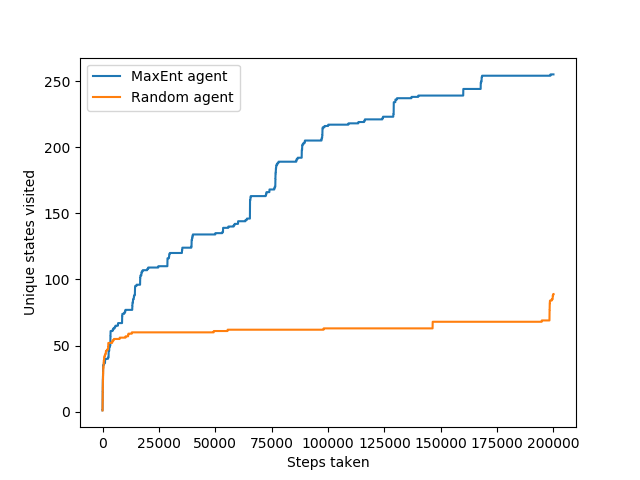 MaxEnt agent
Random agent
Unique states visited
250
200
150
100
50
0
0 25000 50000 75000 100000 125000 150000 175000 200000
Steps taken